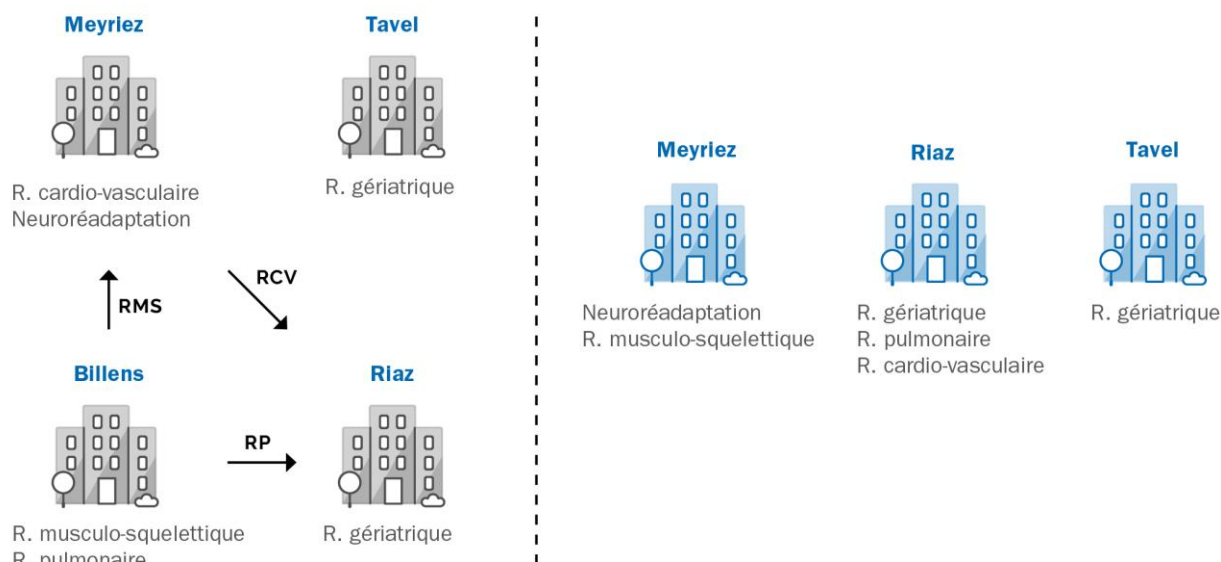 Meyriez
R. cardio-vasculaire
Neuroréadaptation
Tavel
R. gériatrique
RMS
RCV
Billens
R. musculo-squelettique
R. pulmonaire
RP
Riaz
R. gériatrique
Meyriez
Neuroréadaptation
R. musculo-squelettique
Riaz
R. gériatrique
R. pulmonaire
R. cardio-vasculaire
Tavel
R. gériatrique